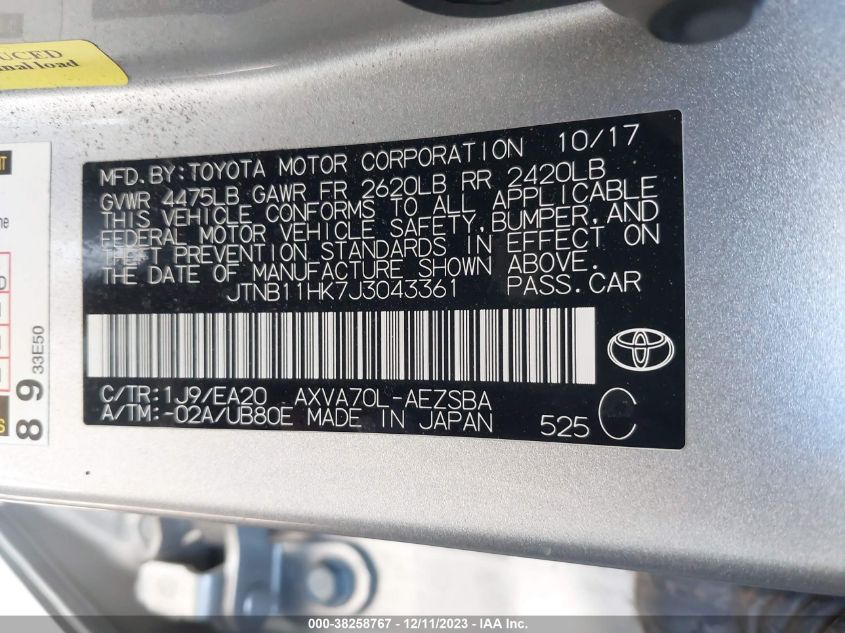 UCED
nal load
MFD. BY: TOYOTA MOTOR CORPORATION 10/17
GVWR 4475LB GAWR FR 2620LB RR 2420LB
THIS VEHICLE CONFORMS TO ALL APPLICABLE
FEDERAL MOTOR VEHICLE SAFETY, BUMPER, AND
THEFT PREVENTION STANDARDS IN EFFECT ON
THE DATE OF MANUFACTURE SHOWN ABOVE.
JTNB11HK7J3043361 PASS. CAR
C/TR: 1J9/EA20 AXVA70L-AEZSBA
A/TM: -02A/UB80E MADE IN JAPAN 525 C
89 33E50
000-38258767 - 12/11/2023 - IAA Inc.